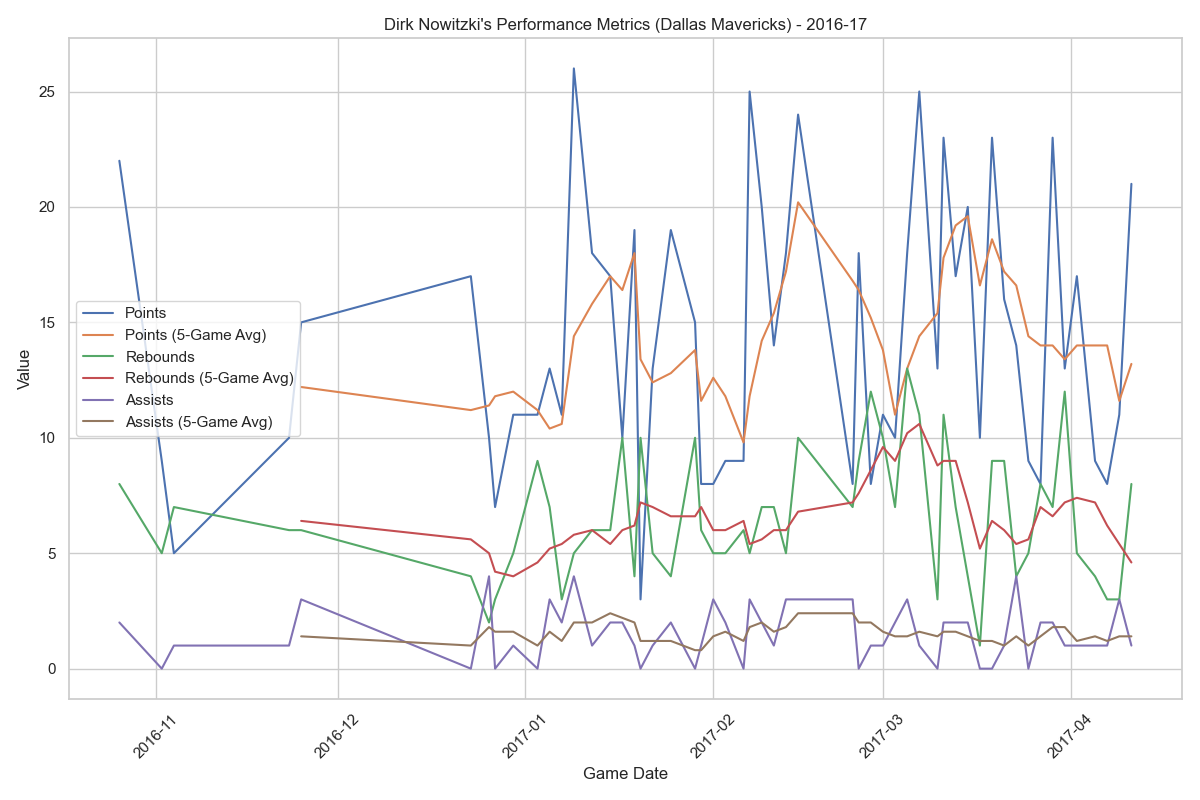 Dirk Nowitzki's Performance Metrics (Dallas Mavericks) - 2016-17
Value
25
20
15
10
5
0
Points
Points (5-Game Avg)
Rebounds
Rebounds (5-Game Avg)
Assists
Assists (5-Game Avg)
2016-11
2016-12
2017-01
2017-02
2017-03
2017-04
Game Date